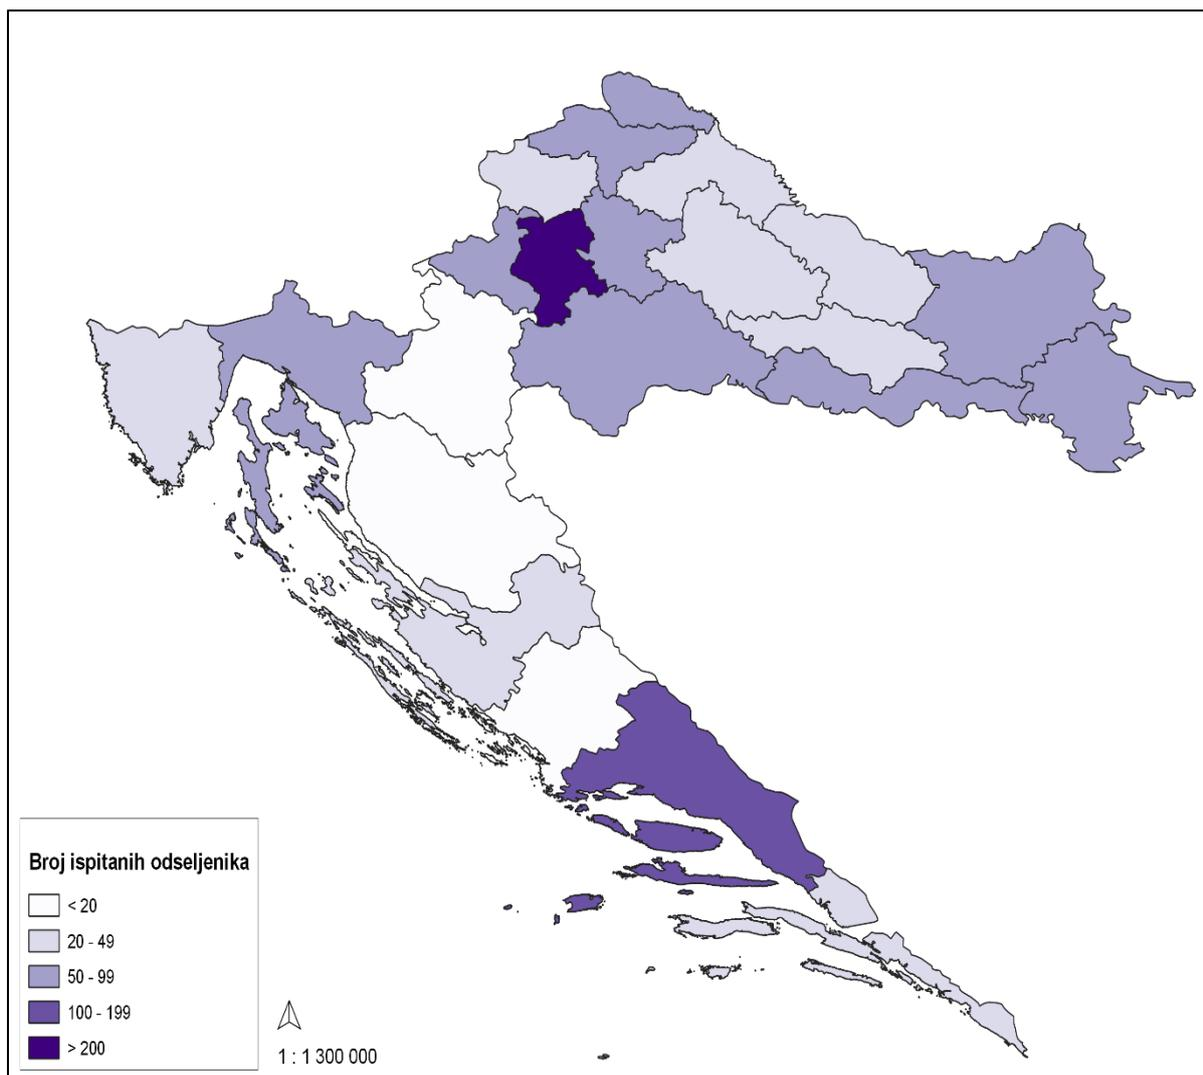 Broj ispitanih odseljenika
< 20
20 - 49
50 - 99
100 - 199
> 200
1 : 1 300 000